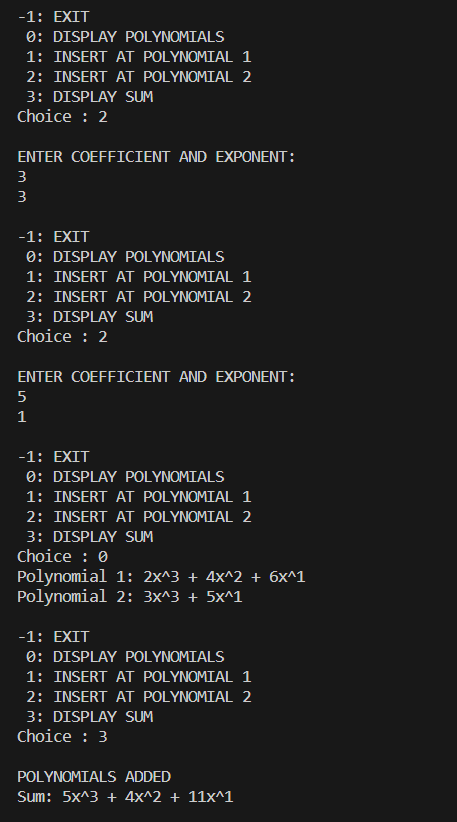 -1: EXIT
0: DISPLAY POLYNOMIALS
1: INSERT AT POLYNOMIAL 1
2: INSERT AT POLYNOMIAL 2
3: DISPLAY SUM
Choice : 2
ENTER COEFFICIENT AND EXPONENT:
3
3
-1: EXIT
0: DISPLAY POLYNOMIALS
1: INSERT AT POLYNOMIAL 1
2: INSERT AT POLYNOMIAL 2
3: DISPLAY SUM
Choice : 2
ENTER COEFFICIENT AND EXPONENT:
5
1
-1: EXIT
0: DISPLAY POLYNOMIALS
1: INSERT AT POLYNOMIAL 1
2: INSERT AT POLYNOMIAL 2
3: DISPLAY SUM
Choice : 0
Polynomial 1: 2x^3 + 4x^2 + 6x^1
Polynomial 2: 3x^3 + 5x^1
-1: EXIT
0: DISPLAY POLYNOMIALS
1: INSERT AT POLYNOMIAL 1
2: INSERT AT POLYNOMIAL 2
3: DISPLAY SUM
Choice : 3
POLYNOMIALS ADDED
Sum: 5x^3 + 4x^2 + 11x^1